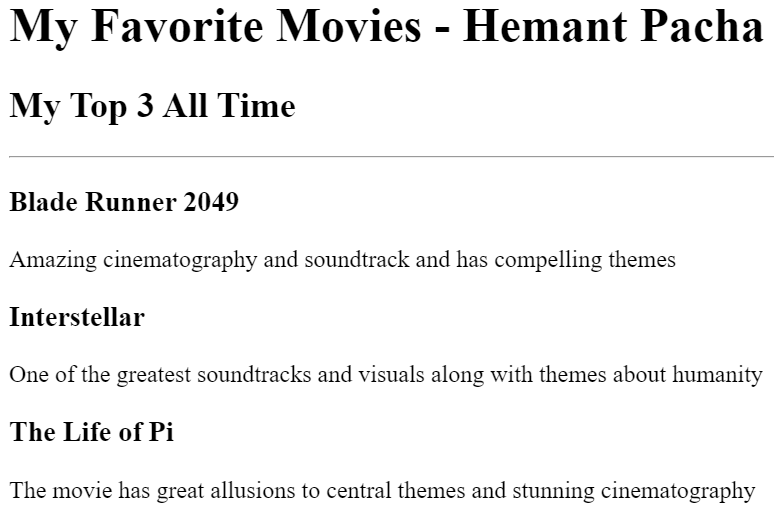 My Favorite Movies - Hemant Pacha
My Top 3 All Time
Blade Runner 2049
Amazing cinematography and soundtrack and has compelling themes
Interstellar
One of the greatest soundtracks and visuals along with themes about humanity
The Life of Pi
The movie has great allusions to central themes and stunning cinematography